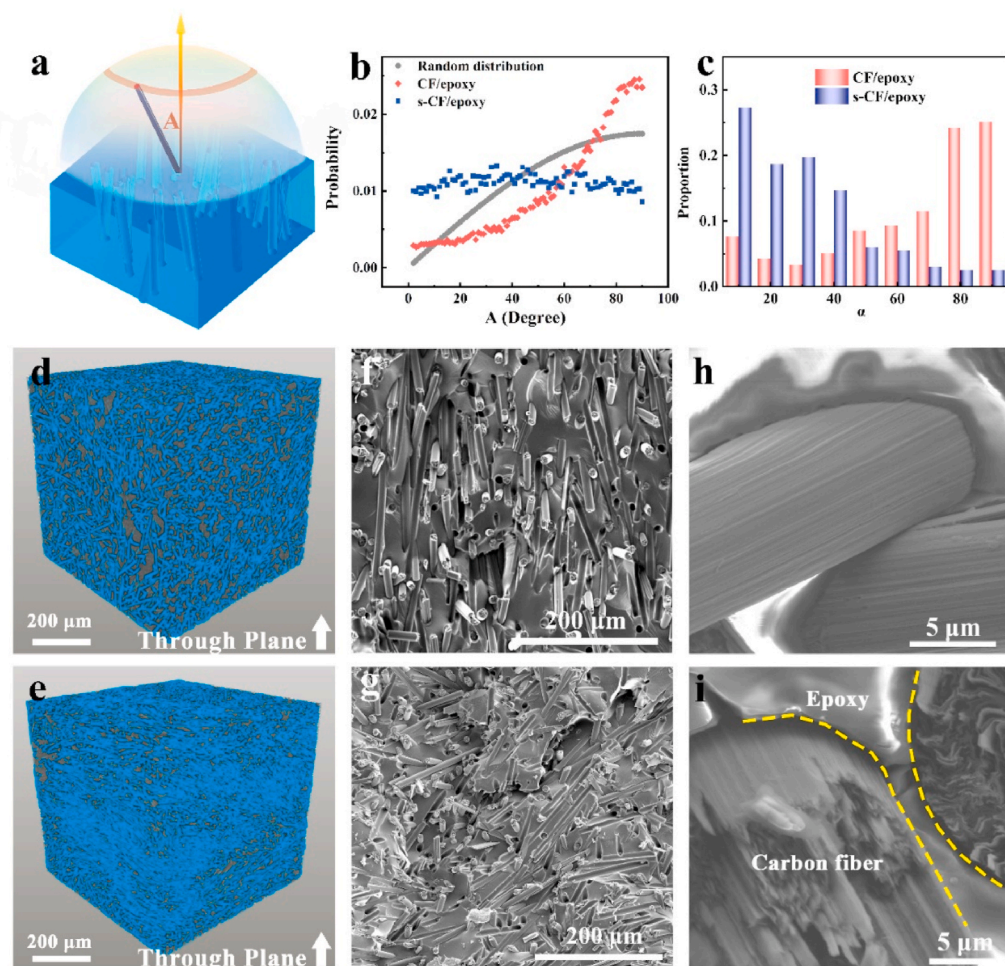 a
A
b
Random distribution
CF/epoxy
s-CF/epoxy
Probability
0.02
0.01
0.00
0
20
40
60
80
100
A (Degree)
c
CF/epoxy
s-CF/epoxy
Proportion
0.3
0.2
0.1
0.0
20
40
60
80
α
d
200 μm
Through Plane
f
200 μm
h
5 μm
e
200 μm
Through Plane
g
200 μm
i
Epoxy
Carbon fiber
5 μm